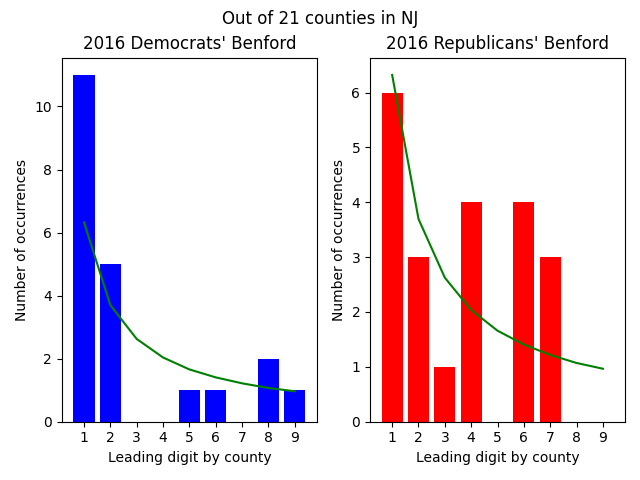 Out of 21 counties in NJ
2016 Democrats' Benford
Number of occurrences
10
8
6
4
2
0
1 2 3 4 5 6 7 8 9
Leading digit by county
2016 Republicans' Benford
Number of occurrences
6
5
4
3
2
1
0
1 2 3 4 5 6 7 8 9
Leading digit by county